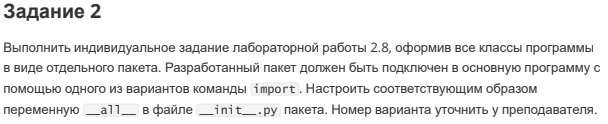 Задание 2
Выполнить индивидуальное задание лабораторной работы 2.8, оформив все классы программы
в виде отдельного пакета. Разработанный пакет должен быть подключен в основную программу с
помощью одного из вариантов команды import. Настроить соответствующим образом
переменную __all__ в файле __init__.py пакета. Номер варианта уточнить у преподавателя.